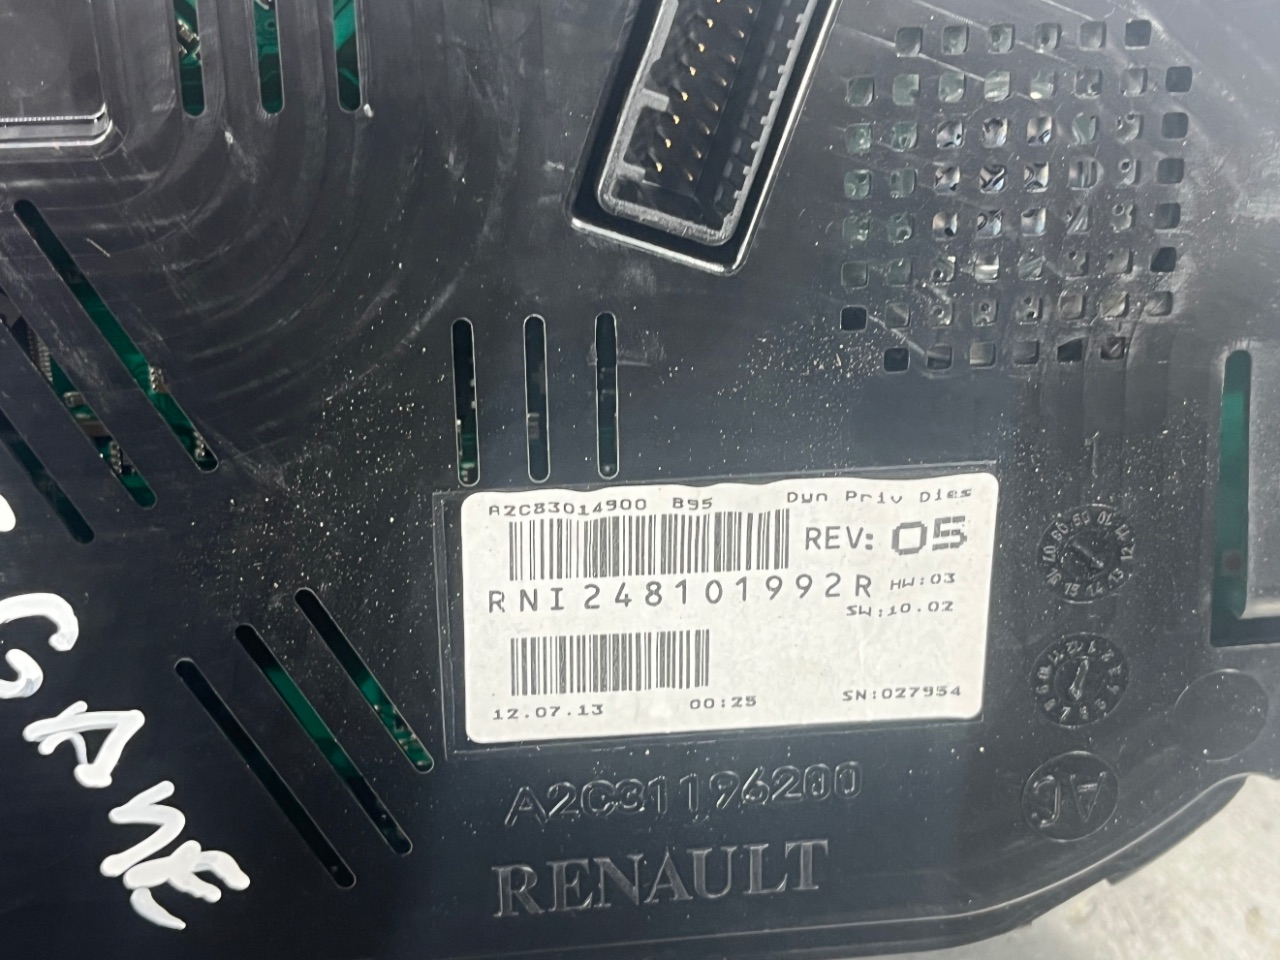 A2C83014900 B95 Dyn Priv Dies
REV: 05
RNI248101992R HW:03
SW:10.02
12.07.13 00:25 SN:027954
A2C31196200
RENAULT
AC